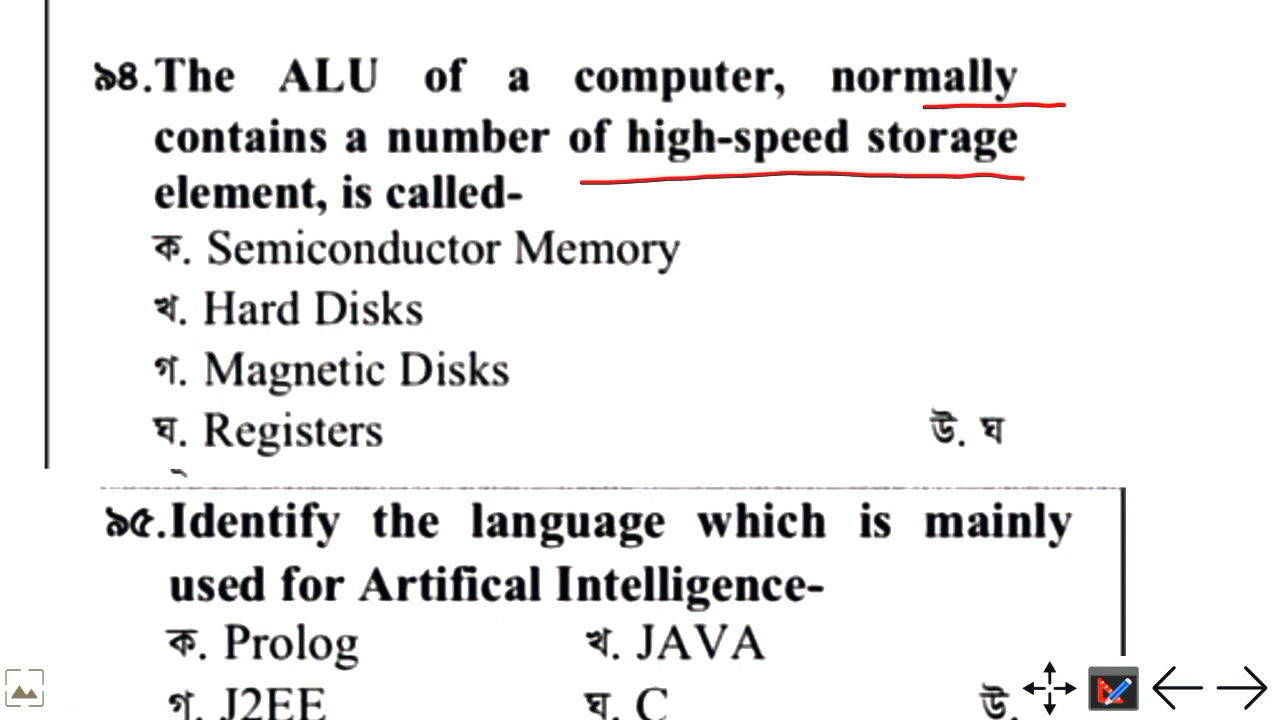 ৯৪.The ALU of a computer, normally
contains a number of high-speed storage
element, is called-
ক. Semiconductor Memory
খ. Hard Disks
গ. Magnetic Disks
ঘ. Registers উ. ঘ
৯৫.Identify the language which is mainly
used for Artifical Intelligence-
ক. Prolog খ. JAVA
গ. J2EE ঘ. C উ.